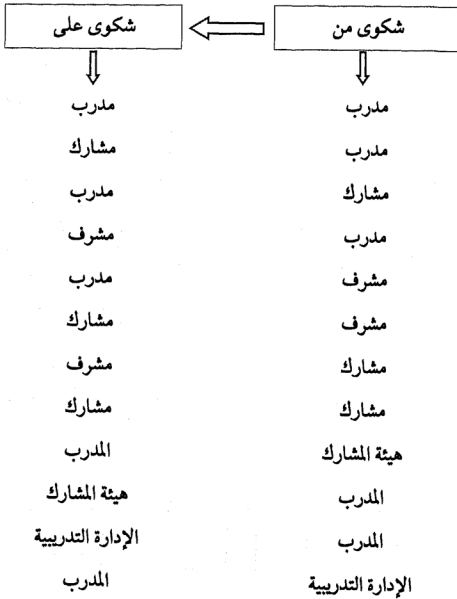 شكوى من شكوى على
مدرب مدرب
مدرب مشارك
مشارك مدرب
مدرب مشرف
مشرف مدرب
مشرف مشارك
مشارك مشرف
مشارك مشارك
هيئة المشارك المدرب
المدرب هيئة المشارك
المدرب الإدارة التدريبية
الإدارة التدريبية المدرب